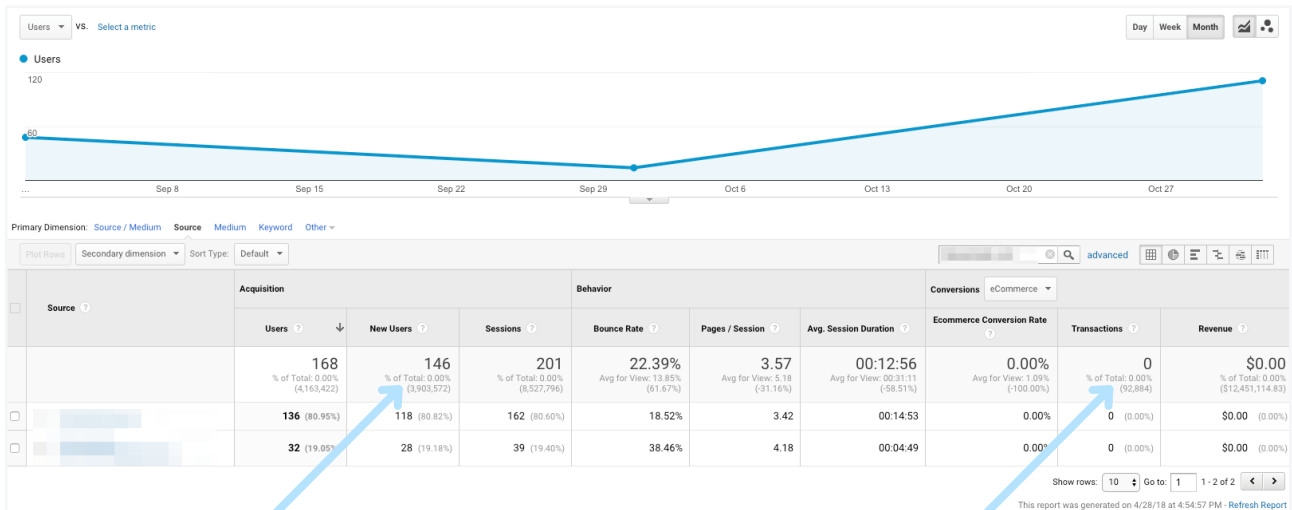 Users VS. Select a metric Day Week Month
Users
120
60
... Sep 8 Sep 15 Sep 22 Sep 29 Oct 6 Oct 13 Oct 20 Oct 27
Primary Dimension: Source / Medium Source Medium Keyword Other
Plot Rows Secondary dimension Sort Type: Default advanced
Acquisition Behavior Conversions eCommerce
Source ? Users ? New Users ? Sessions ? Bounce Rate ? Pages / Session ? Avg. Session Duration ? Ecommerce Conversion Rate ? Transactions ? Revenue ?
168 146 201 22.39% 3.57 00:12:56 0.00% 0 $0.00
% of Total: 0.00% % of Total: 0.00% % of Total: 0.00% Avg for View: 13.85% Avg for View: 5.18 Avg for View: 00:31:11 Avg for View: 1.09% % of Total: 0.00% % of Total: 0.00%
(4,163,422) (3,903,572) (8,527,796) (61.67%) (-31.16%) (-58.51%) (-100.00%) (92,884) ($12,451,114.83)
136 (80.95%) 118 (80.82%) 162 (80.60%) 18.52% 3.42 00:14:53 0.00% 0 (0.00%) $0.00 (0.00%)
32 (19.05%) 28 (19.18%) 39 (19.40%) 38.46% 4.18 00:04:49 0.00% 0 (0.00%) $0.00 (0.00%)
Show rows: 10 Go to: 1 1 - 2 of 2
This report was generated on 4/28/18 at 4:54:57 PM - Refresh Report